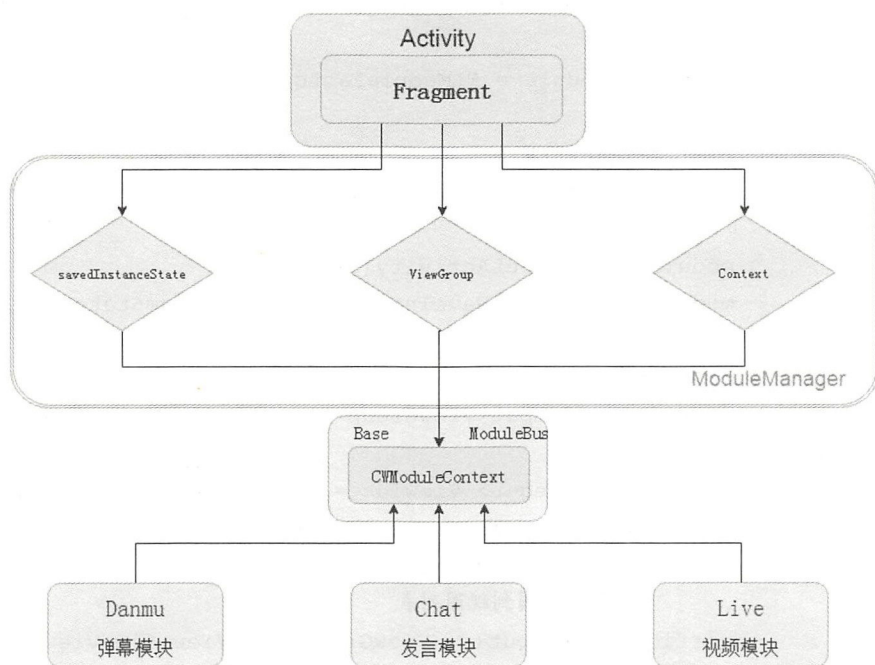 Activity
Fragment
savedInstanceState
ViewGroup
Context
ModuleManager
Base
ModuleBus
CWModuleContext
Danmu
弹幕模块
Chat
发言模块
Live
视频模块